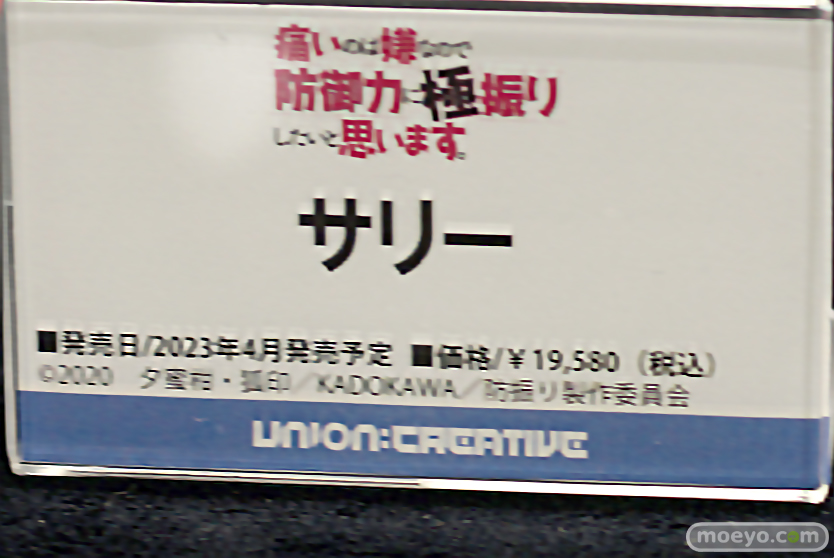 痛いのは嫌なので
防御力に極振り
したいと思います。
サリー
■発売日/2023年4月発売予定 ■価格/￥19,580（税込）
©2020 夕蜜柑・狐印／KADOKAWA／防振り製作委員会
UNION:CREATIVE
moeyo.com